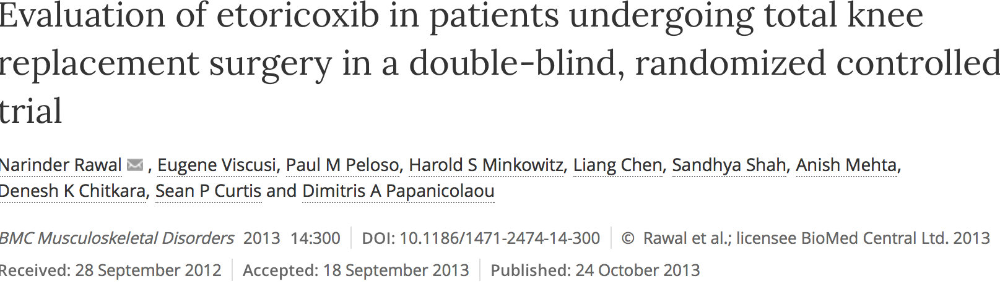 Evaluation of etoricoxib in patients undergoing total knee
replacement surgery in a double-blind, randomized controlled
trial
Narinder Rawal , Eugene Viscusi, Paul M Peloso, Harold S Minkowitz, Liang Chen, Sandhya Shah, Anish Mehta,
Denesh K Chitkara, Sean P Curtis and Dimitris A Papanicolaou
BMC Musculoskeletal Disorders 2013 14:300 DOI: 10.1186/1471-2474-14-300 © Rawal et al.; licensee BioMed Central Ltd. 2013
Received: 28 September 2012 Accepted: 18 September 2013 Published: 24 October 2013